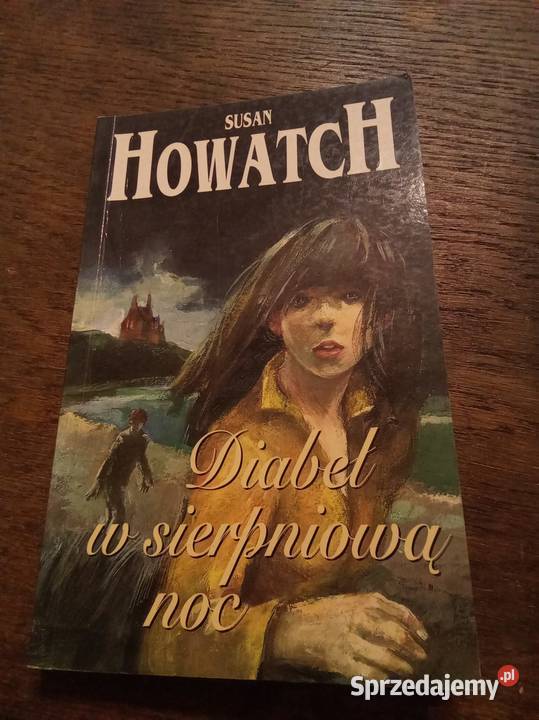 SUSAN
HOWATCH
Diabeł
w sierpniową
noc
Sprzedajemy.pl